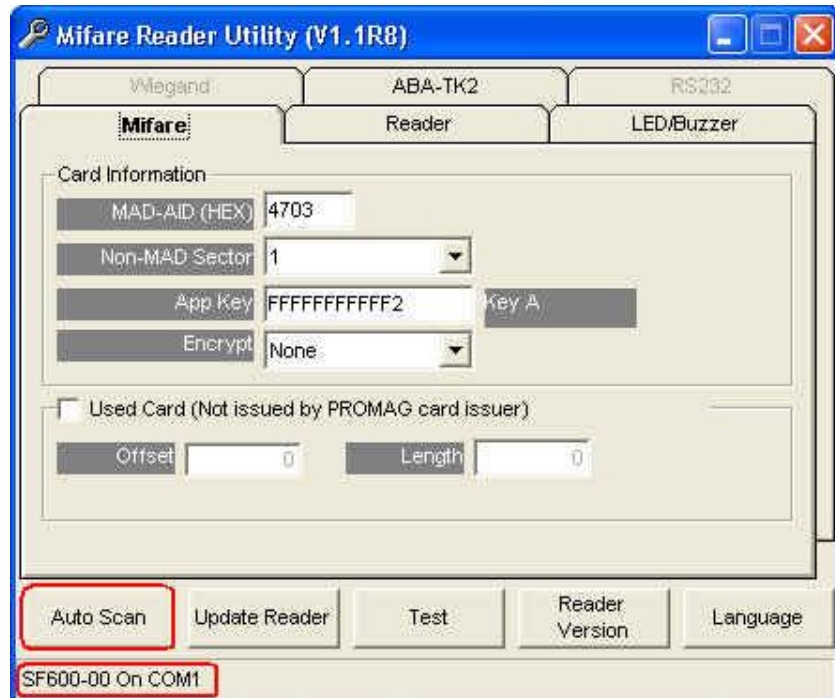 Mifare Reader Utility (V1.1R8)
Wiegand ABA-TK2 RS232
Mifare Reader LED/Buzzer
Card Information
MAD-AID (HEX) 4703
Non-MAD Sector 1
App Key FFFFFFFFFFF2 Key A
Encrypt None
Used Card (Not issued by PROMAG card issuer)
Offset 0 Length 0
Auto Scan Update Reader Test Reader Version Language
SF600-00 On COM1